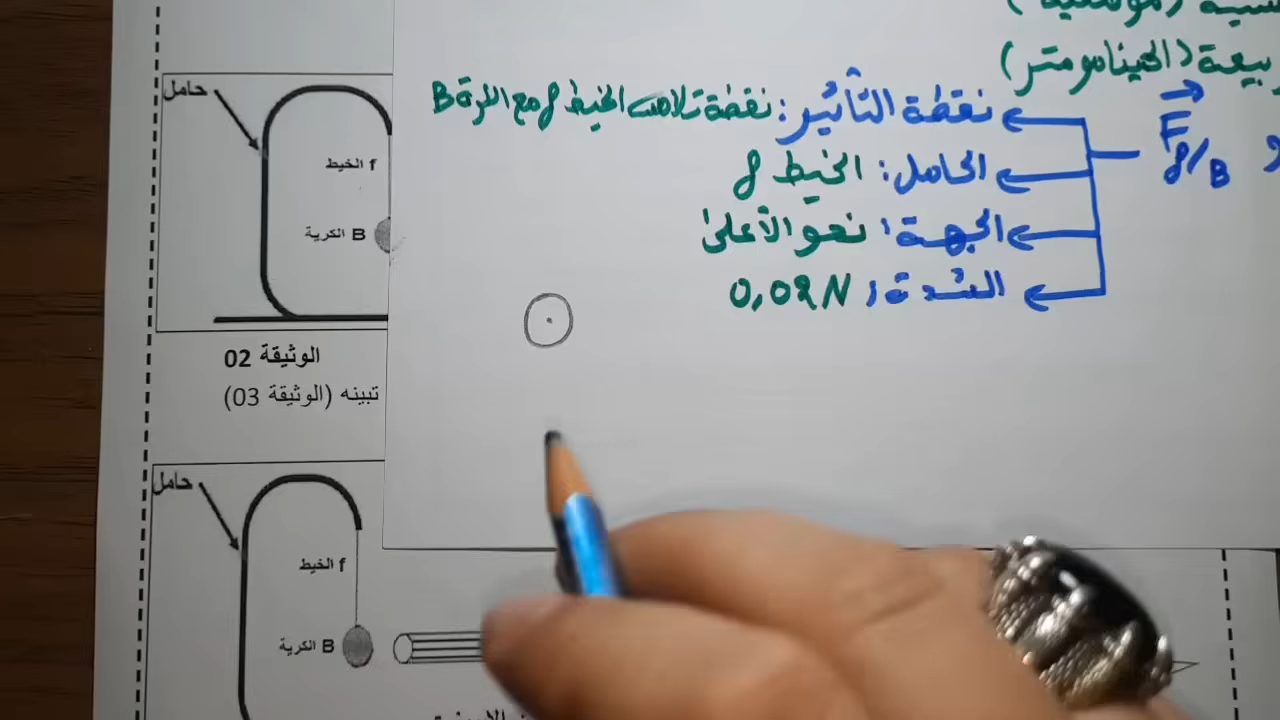 (الدينامومتر)
نقطة التأثير: نقطة تلامس الخيط f مع الكرة B
F f/B
و
الحامل: الخيط f
الجهة: نحو الأعلى
الشدة: 0,02 N
حامل
f الخيط
B الكرية
الوثيقة 02
تبينه (الوثيقة 03)
حامل
f الخيط
B الكرية